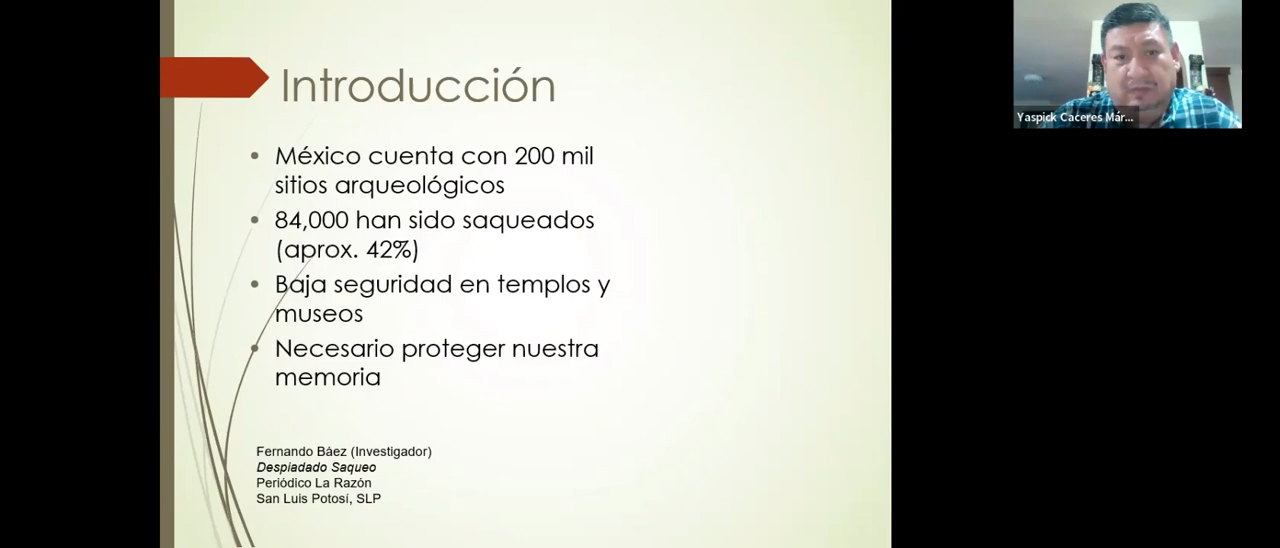 Introducción
México cuenta con 200 mil
sitios arqueológicos
84,000 han sido saqueados
(aprox. 42%)
Baja seguridad en templos y
museos
Necesario proteger nuestra
memoria
Fernando Báez (Investigador)
Despiadado Saqueo
Periódico La Razón
San Luis Potosí, SLP
Yaspick Caceres Már...